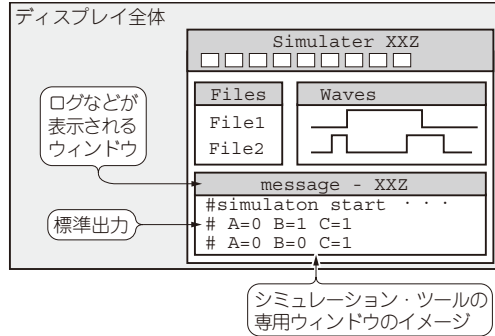 ディスプレイ全体
Simulater XXZ
Files
Waves
File1
File2
ログなどが
表示される
ウィンドウ
message - XXZ
#simulaton start ・・・
標準出力
# A=0 B=1 C=1
# A=0 B=0 C=1
シミュレーション・ツールの
専用ウィンドウのイメージ